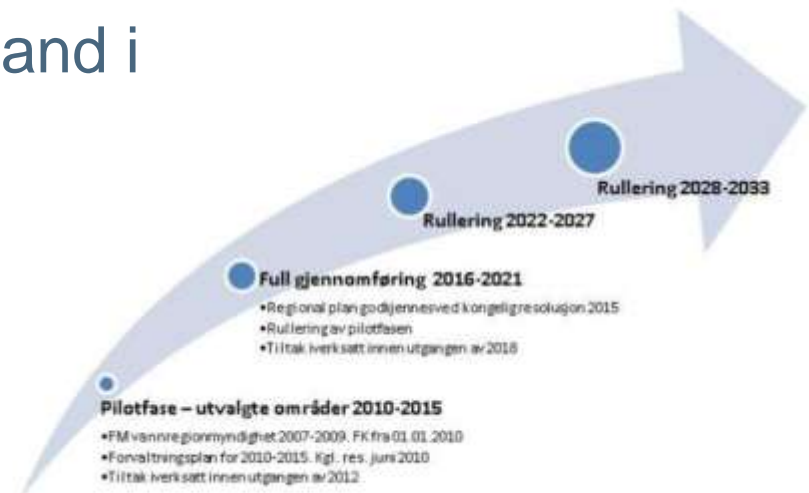 and i
Rullering 2028-2033
Rullering 2022-2027
Full gjennomføring 2016-2021
•Regional plan godkjennes ved kongelig resolusjon 2015
•Rullering av pilotfasen
•Tiltak iverksatt innen utgangen av 2018
Pilotfase – utvalgte områder 2010-2015
•FM vannregionmyndighet 2007-2009. FK fra 01.01.2010
•Forvaltningsplan for 2010-2015. Kgl. res. juni 2010
•Tiltak iverksatt innen utgangen av 2012